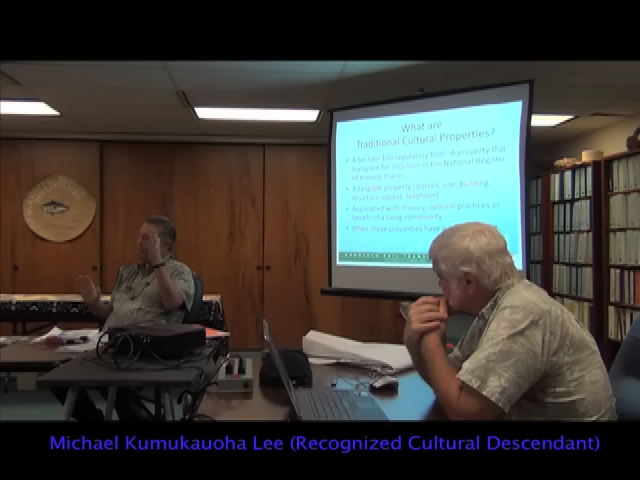 What are
Traditional Cultural Properties?
• A Section 106 regulatory tool - A property that
is eligible for inclusion in the National Register
of Historic Places
• A tangible property (district, site, building,
structure, object, landform)
• Associated with: history, cultural practices or
beliefs of a living community
• Often these properties have a
Michael Kumukauoha Lee (Recognized Cultural Descendant)